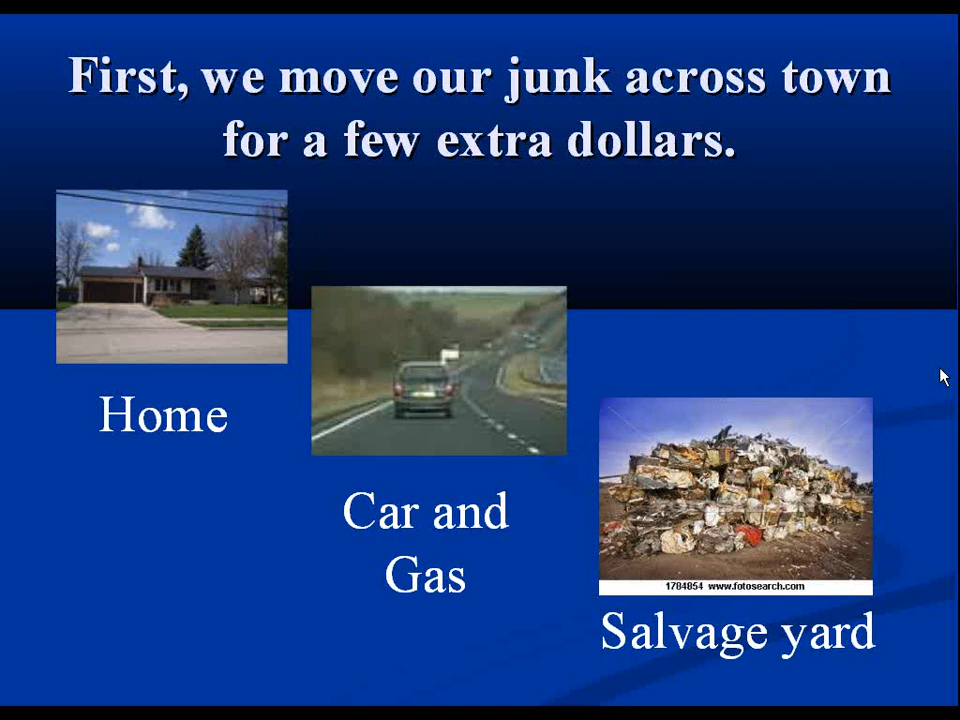 First, we move our junk across town
for a few extra dollars.
Home
Car and
Gas
1784854 www.fotosearch.com
Salvage yard